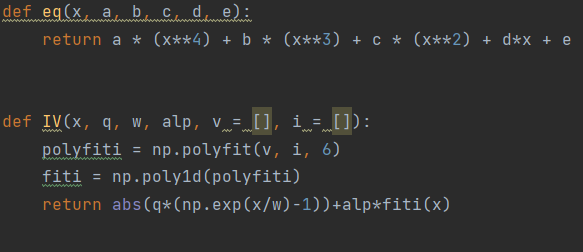 def eq(x, a, b, c, d, e):
    return a * (x**4) + b * (x**3) + c * (x**2) + d*x + e
def IV(x, q, w, alp, v = [], i = []):
    polyfiti = np.polyfit(v, i, 6)
    fiti = np.poly1d(polyfiti)
    return abs(q*(np.exp(x/w)-1))+alp*fiti(x)